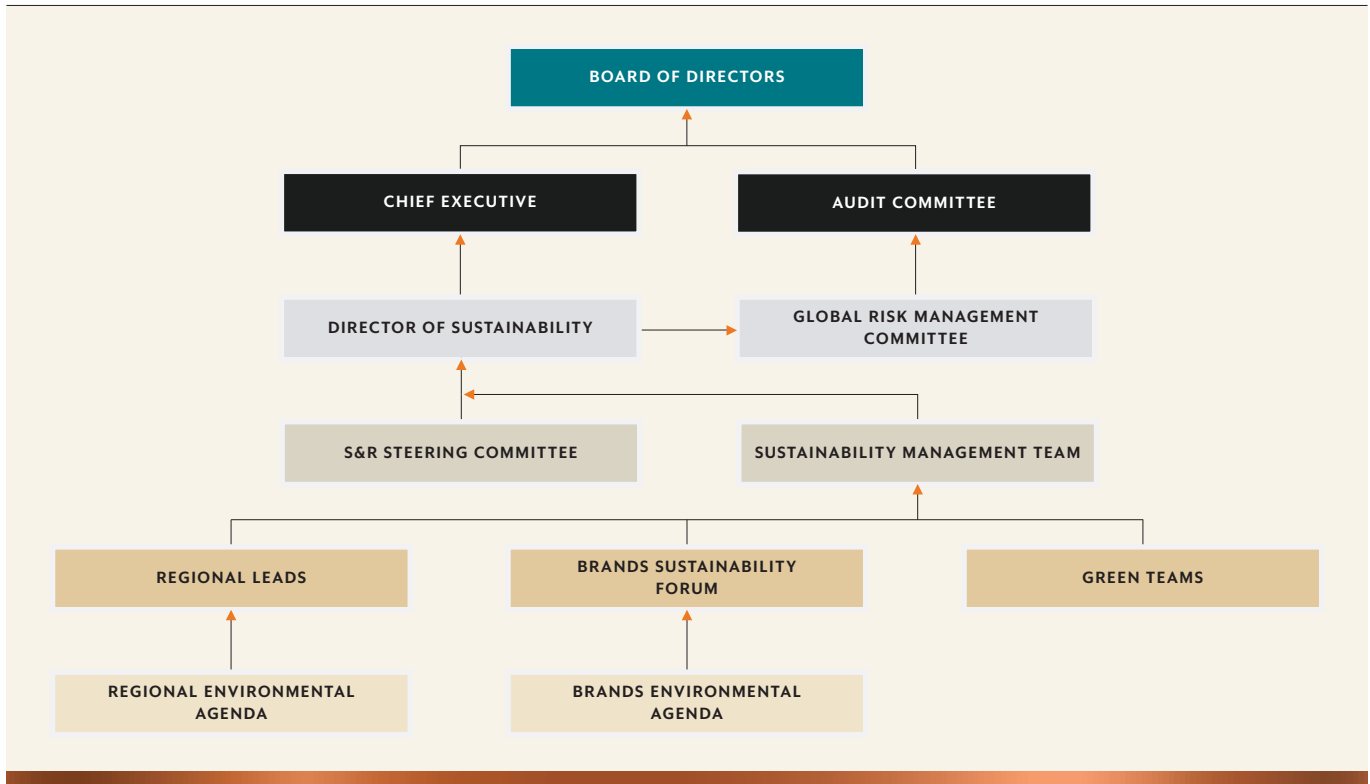 BOARD OF DIRECTORS
CHIEF EXECUTIVE
AUDIT COMMITTEE
DIRECTOR OF SUSTAINABILITY
GLOBAL RISK MANAGEMENT
COMMITTEE
S&R STEERING COMMITTEE
SUSTAINABILITY MANAGEMENT TEAM
REGIONAL LEADS
BRANDS SUSTAINABILITY
FORUM
GREEN TEAMS
REGIONAL ENVIRONMENTAL
AGENDA
BRANDS ENVIRONMENTAL
AGENDA